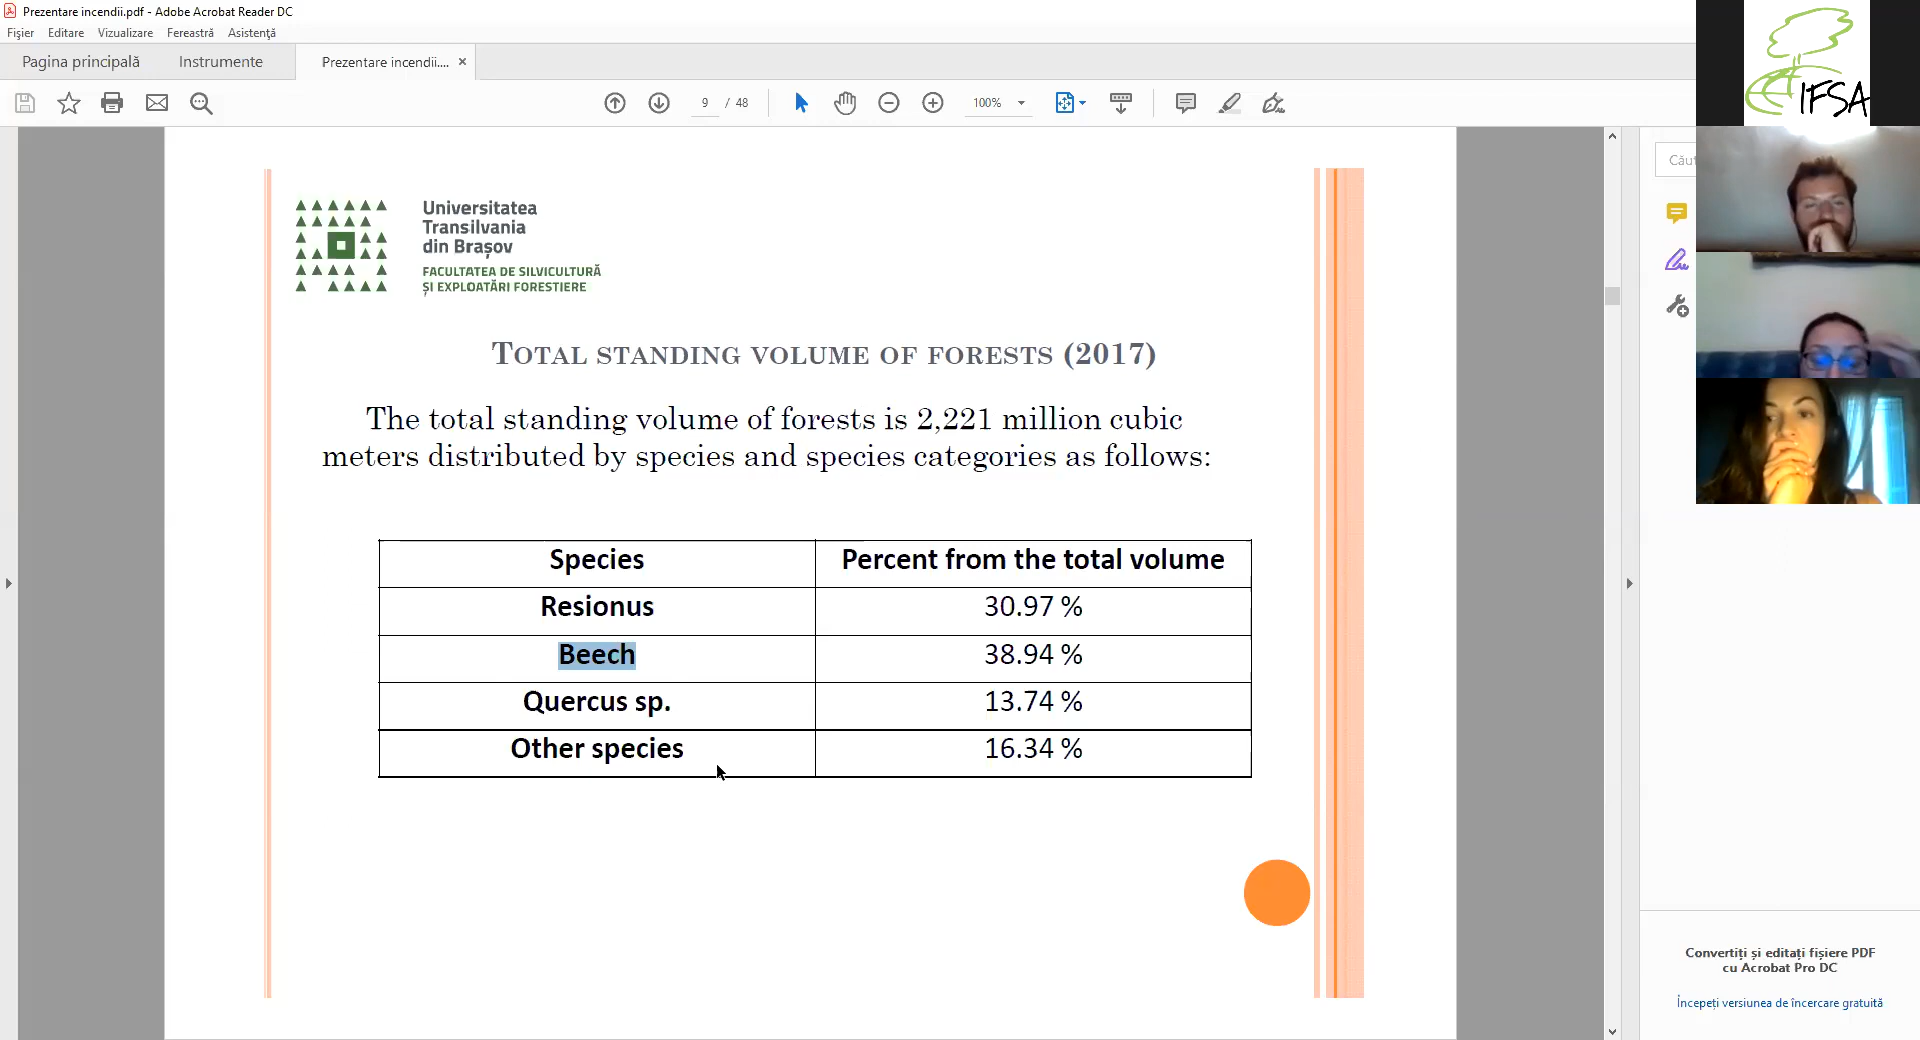 Prezentare incendii.pdf - Adobe Acrobat Reader DC
Fișier Editare Vizualizare Fereastră Asistență
Pagina principală Instrumente Prezentare incendii.... ×
9 / 48 100%
IFSA
Cău
Universitatea
Transilvania
din Brașov
FACULTATEA DE SILVICULTURĂ
ȘI EXPLOATĂRI FORESTIERE
TOTAL STANDING VOLUME OF FORESTS (2017)
The total standing volume of forests is 2,221 million cubic
meters distributed by species and species categories as follows:
Species Percent from the total volume
Resionus 30.97 %
Beech 38.94 %
Quercus sp. 13.74 %
Other species 16.34 %
Convertiți și editați fișiere PDF
cu Acrobat Pro DC
Începeți versiunea de încercare gratuită